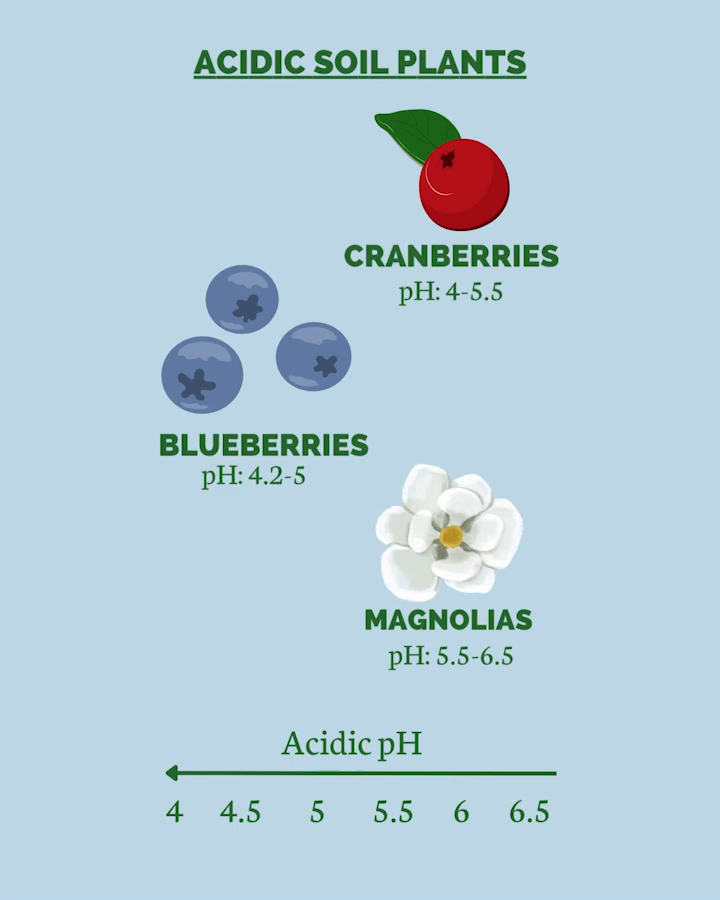 ACIDIC SOIL PLANTS
CRANBERRIES
pH: 4-5.5
BLUEBERRIES
pH: 4.2-5
MAGNOLIAS
pH: 5.5-6.5
Acidic pH
4 4.5 5 5.5 6 6.5